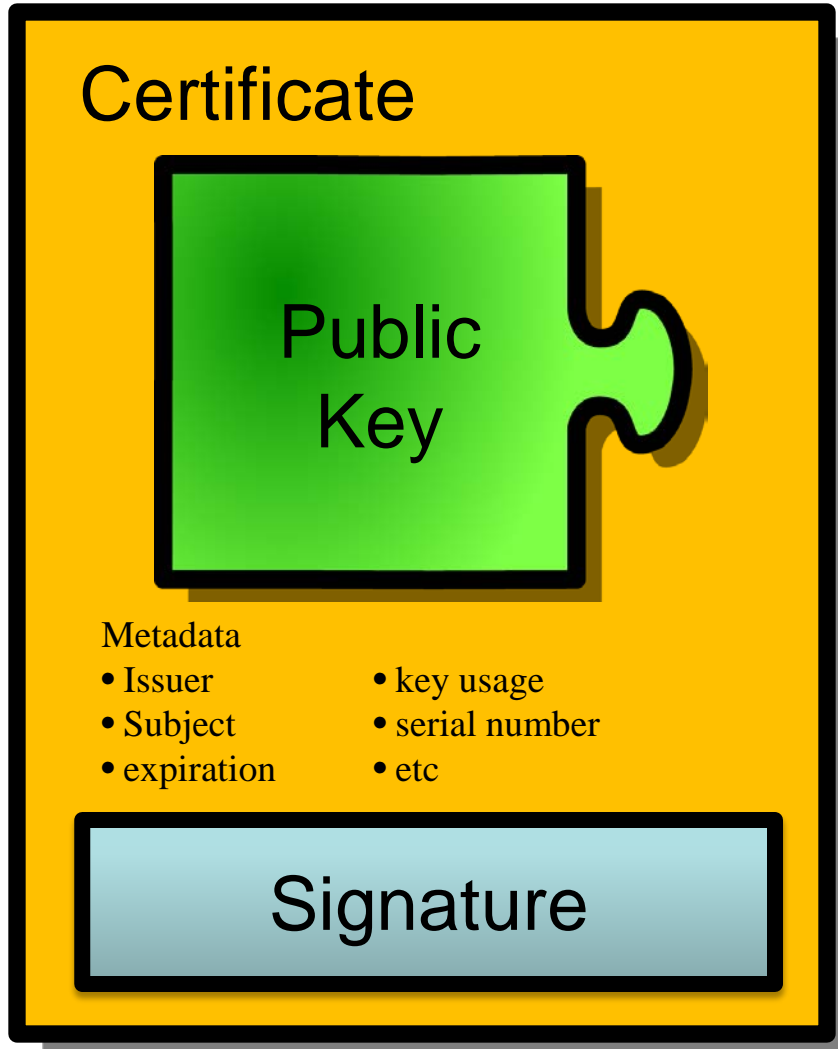 Certificate
Public
Key
Metadata
• Issuer
• Subject
• expiration
• key usage
• serial number
• etc
Signature